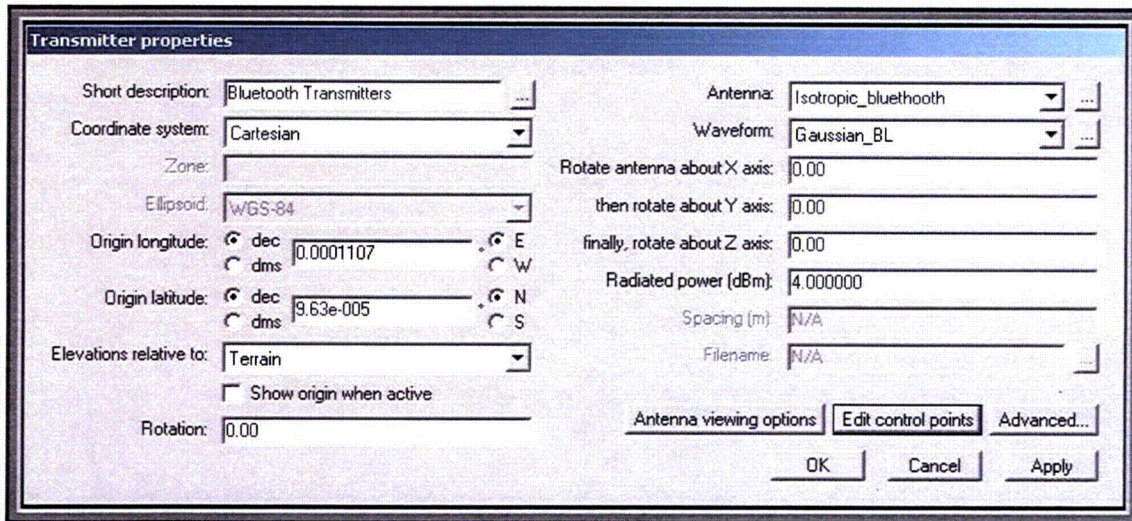 Transmitter properties
Short description: Bluetooth Transmitters ...
Coordinate system: Cartesian
Zone:
Ellipsoid: WGS-84
Origin longitude: dec 0.0001107 ° E
dms W
Origin latitude: dec 9.63e-005 ° N
dms S
Elevations relative to: Terrain
Show origin when active
Rotation: 0.00
Antenna: Isotropic_bluethooth ...
Waveform: Gaussian_BL ...
Rotate antenna about X axis: 0.00
then rotate about Y axis: 0.00
finally, rotate about Z axis: 0.00
Radiated power (dBm): 4.000000
Spacing (m): N/A
Filename: N/A ...
Antenna viewing options Edit control points Advanced...
OK Cancel Apply